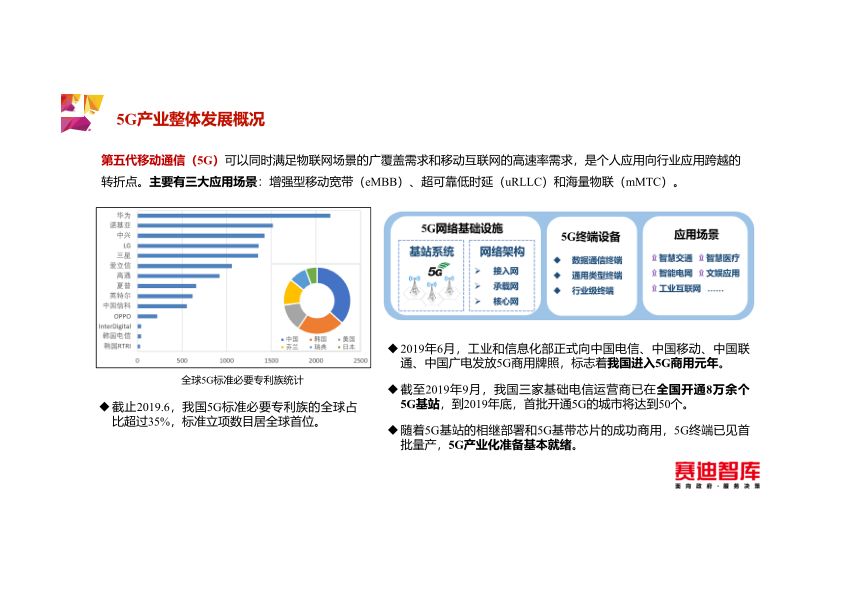 5G产业整体发展概况
第五代移动通信（5G）可以同时满足物联网场景的广覆盖需求和移动互联网的高速率需求，是个人应用向行业应用跨越的
转折点。主要有三大应用场景：增强型移动宽带（eMBB）、超可靠低时延（uRLLC）和海量物联（mMTC）。
华为
诺基亚
中兴
LG
三星
爱立信
高通
夏普
英特尔
中国信科
OPPO
InterDigital
韩国电信
韩国RTRI
0 500 1000 1500 2000 2500
中国 韩国 美国
芬兰 瑞典 日本
全球5G标准必要专利族统计
◆截止2019.6，我国5G标准必要专利族的全球占
比超过35%，标准立项数目居全球首位。
5G网络基础设施
基站系统
5G
网络架构
➢ 接入网
➢ 承载网
➢ 核心网
5G终端设备
◆ 数据通信终端
◆ 通用类型终端
◆ 行业级终端
应用场景
智慧交通 智慧医疗
智能电网 文娱应用
工业互联网 ……
◆2019年6月，工业和信息化部正式向中国电信、中国移动、中国联
通、中国广电发放5G商用牌照，标志着我国进入5G商用元年。
◆截至2019年9月，我国三家基础电信运营商已在全国开通8万余个
5G基站，到2019年底，首批开通5G的城市将达到50个。
◆随着5G基站的相继部署和5G基带芯片的成功商用，5G终端已见首
批量产，5G产业化准备基本就绪。
赛迪智库
面向政府·服务决策